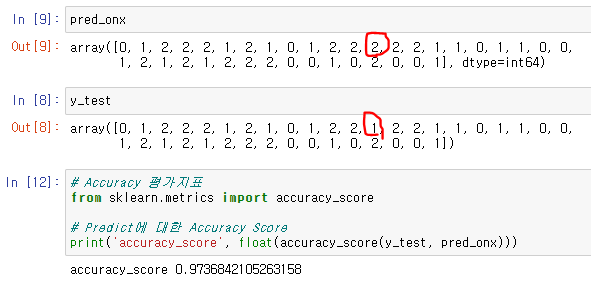 In [9]: pred_onx
Out[9]: array([0, 1, 2, 2, 2, 1, 2, 1, 0, 1, 2, 2, 2, 2, 2, 1, 1, 0, 1, 1, 0, 0,
1, 2, 1, 2, 1, 2, 2, 2, 0, 0, 1, 0, 2, 0, 0, 1], dtype=int64)
In [8]: y_test
Out[8]: array([0, 1, 2, 2, 2, 1, 2, 1, 0, 1, 2, 2, 1, 2, 2, 1, 1, 0, 1, 1, 0, 0,
1, 2, 1, 2, 1, 2, 2, 2, 0, 0, 1, 0, 2, 0, 0, 1])
In [12]: # Accuracy 평가지표
from sklearn.metrics import accuracy_score
# Predict에 대한 Accuracy Score
print('accuracy_score', float(accuracy_score(y_test, pred_onx)))
accuracy_score 0.9736842105263158